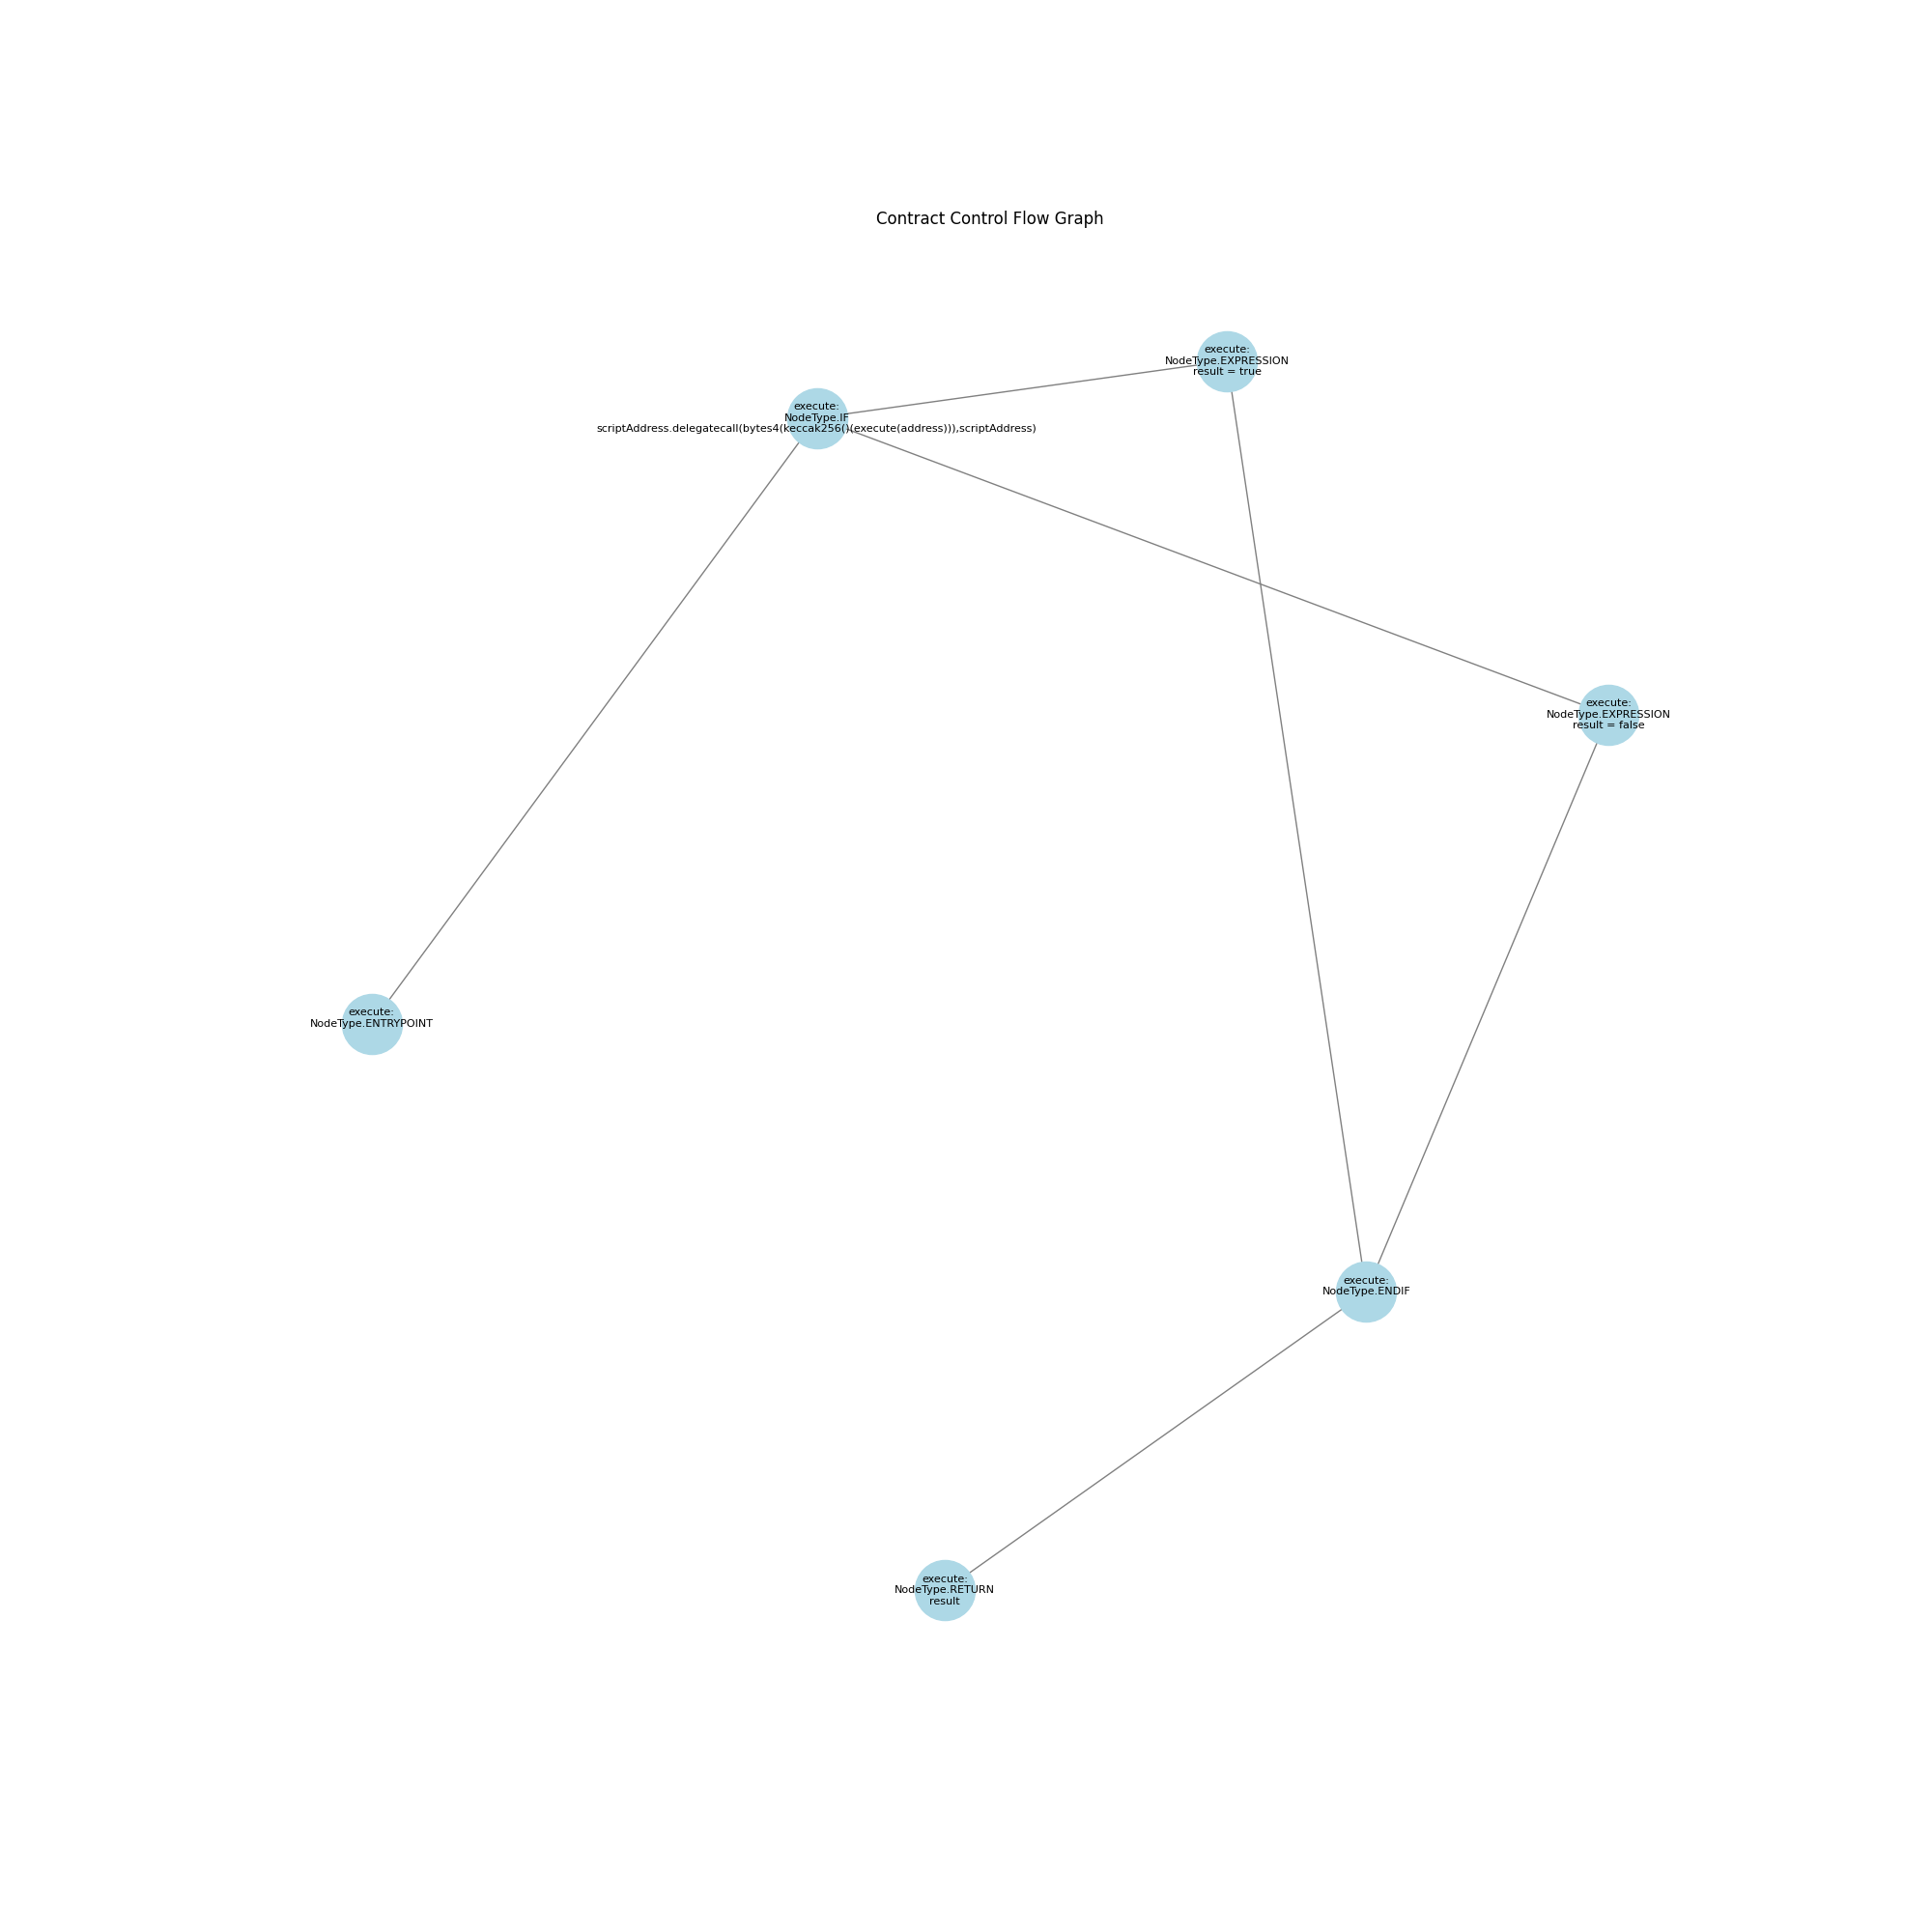 Contract Control Flow Graph
execute:
NodeType.EXPRESSION
result = true
execute:
NodeType.IF
scriptAddress.delegatecall(bytes4(keccak256()(execute(address))),scriptAddress)
execute:
NodeType.EXPRESSION
result = false
execute:
NodeType.ENTRYPOINT
execute:
NodeType.ENDIF
execute:
NodeType.RETURN
result